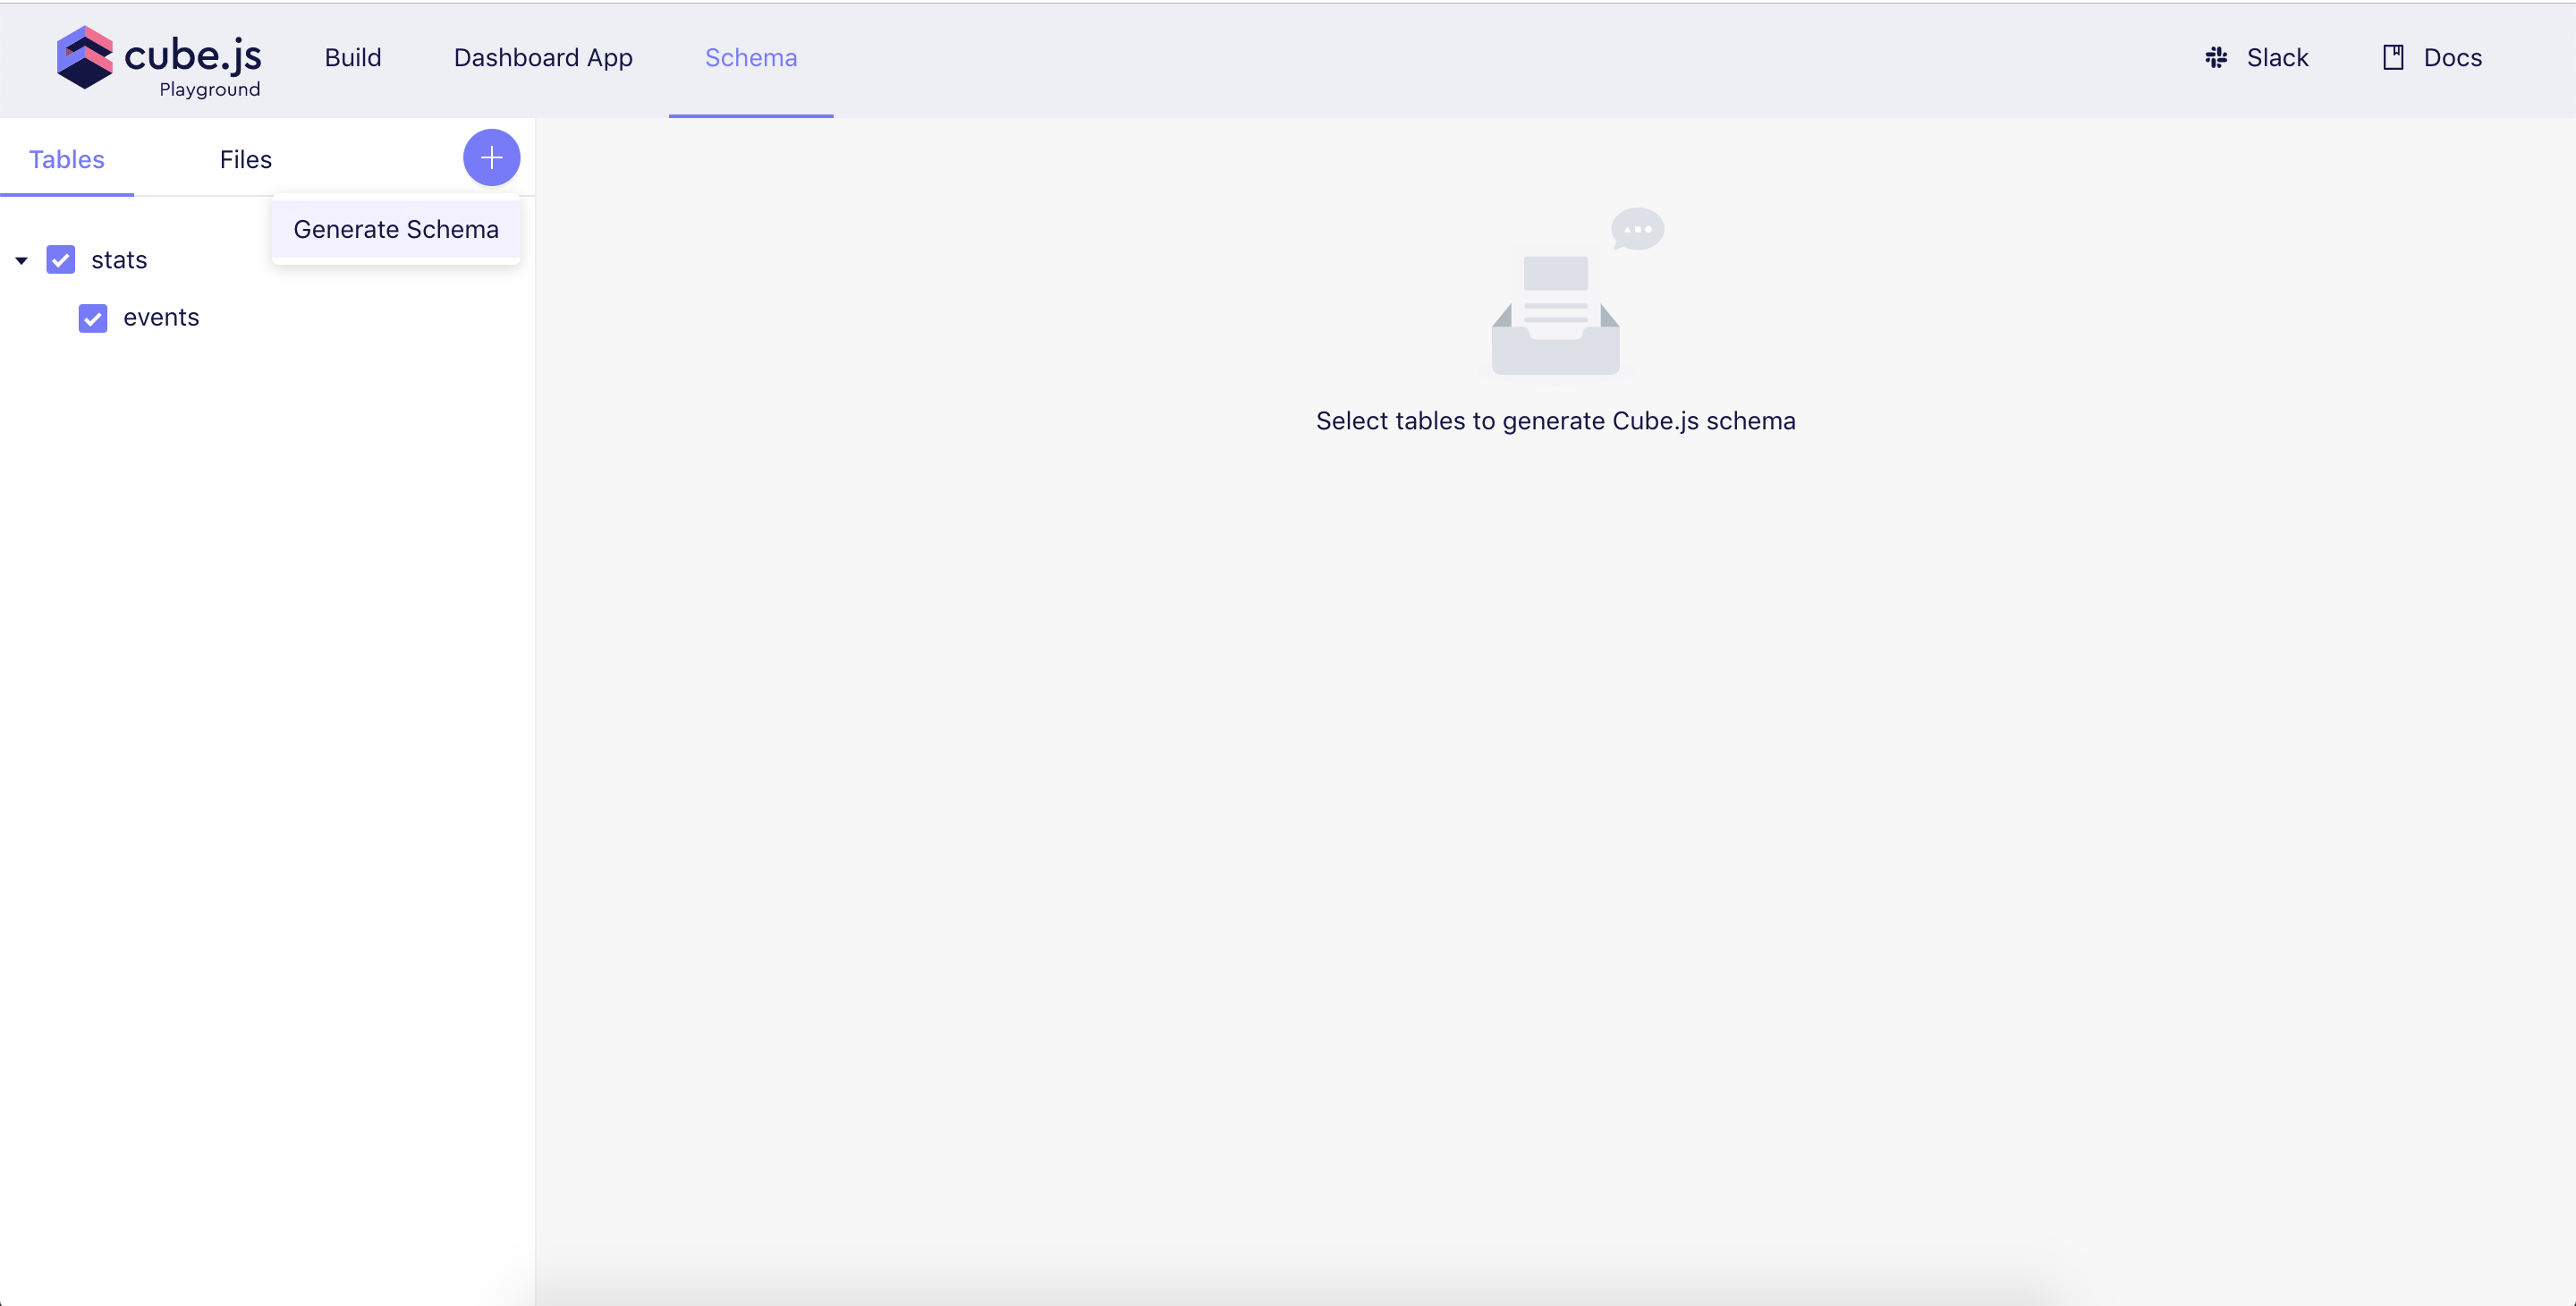 cube.js
Playground
Build
Dashboard App
Schema
Slack
Docs
Tables
Files
Generate Schema
stats
events
Select tables to generate Cube.js schema